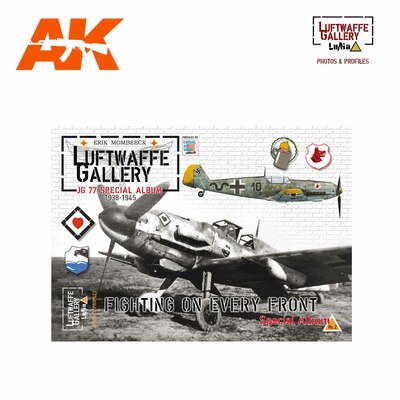 AK
LUFTWAFFE
GALLERY
LuftGa
PHOTOS & PROFILES
ERIK MOMBEECK
LUFTWAFFE
GALLERY
JG 77 SPECIAL ALBUM
1938-1945
10
FIGHTING ON EVERY FRONT
Special Album
LUFTWAFFE
GALLERY